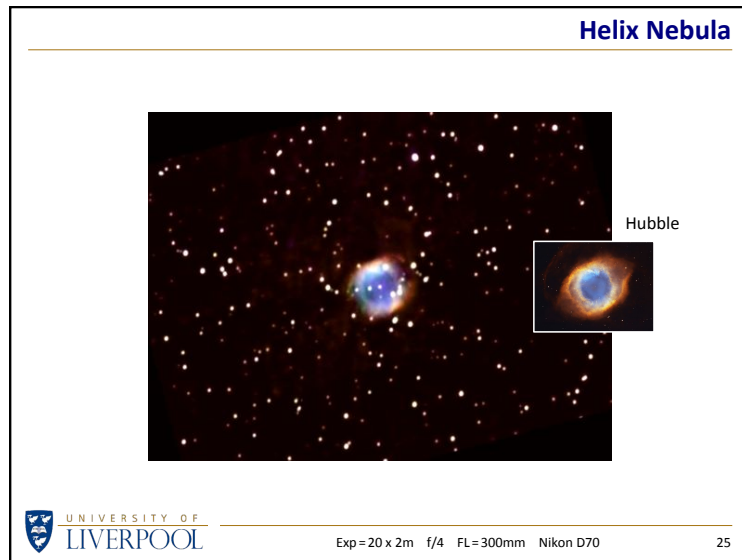 Helix Nebula
Hubble
UNIVERSITY OF
LIVERPOOL
Exp = 20 x 2m f/4 FL = 300mm Nikon D70
25